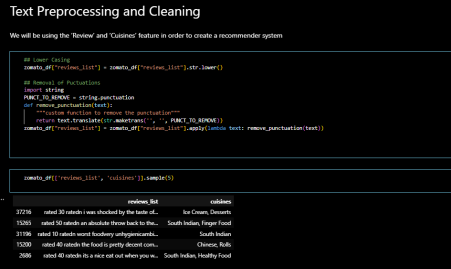 Text Preprocessing and Cleaning
We will be using the 'Review' and 'Cuisines' feature in order to create a recommender system
## Lower Casing
zomato_df["reviews_list"] = zomato_df["reviews_list"].str.lower()
## Removal of Puctuations
import string
PUNCT_TO_REMOVE = string.punctuation
def remove_punctuation(text):
"""custom function to remove the punctuation"""
return text.translate(str.maketrans('', '', PUNCT_TO_REMOVE))
zomato_df["reviews_list"] = zomato_df["reviews_list"].apply(lambda text: remove_punctuation(text))
zomato_df[['reviews_list', 'cuisines']].sample(5)
reviews_list cuisines
37216 rated 30 ratedn i was shocked by the taste of... Ice Cream, Desserts
15265 rated 50 ratedn an absolute throw back to the... South Indian, Finger Food
31196 rated 10 ratedn worst foodvery unhygienicambi... South Indian
15200 rated 40 ratedn the food is pretty decent com... Chinese, Rolls
2686 rated 40 ratedn its a nice eat out when you w... South Indian, Healthy Food